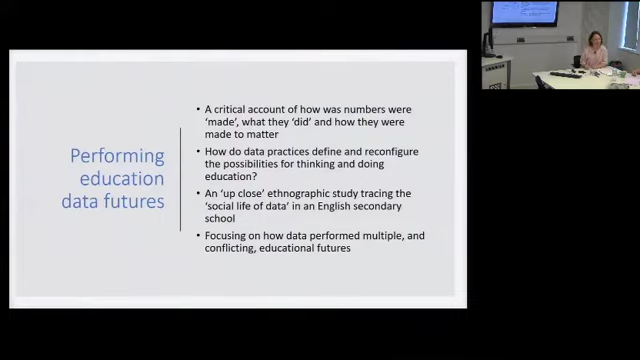 Performing
education
data futures
• A critical account of how was numbers were
‘made’, what they ‘did’ and how they were
made to matter
• How do data practices define and reconfigure
the possibilities for thinking and doing
education?
• An ‘up close’ ethnographic study tracing the
‘social life of data’ in an English secondary
school
• Focusing on how data performed multiple, and
conflicting, educational futures